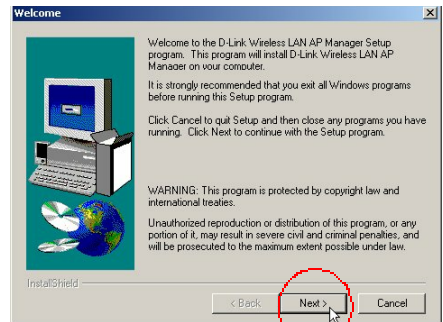 Welcome
Welcome to the D-Link Wireless LAN AP Manager Setup
program. This program will install D-Link Wireless LAN AP
Manager on your computer.
It is strongly recommended that you exit all Windows programs
before running this Setup program.
Click Cancel to quit Setup and then close any programs you have
running. Click Next to continue with the Setup program.
WARNING: This program is protected by copyright law and
international treaties.
Unauthorized reproduction or distribution of this program, or any
portion of it, may result in severe civil and criminal penalties, and
will be prosecuted to the maximum extent possible under law.
InstallShield
< Back Next > Cancel